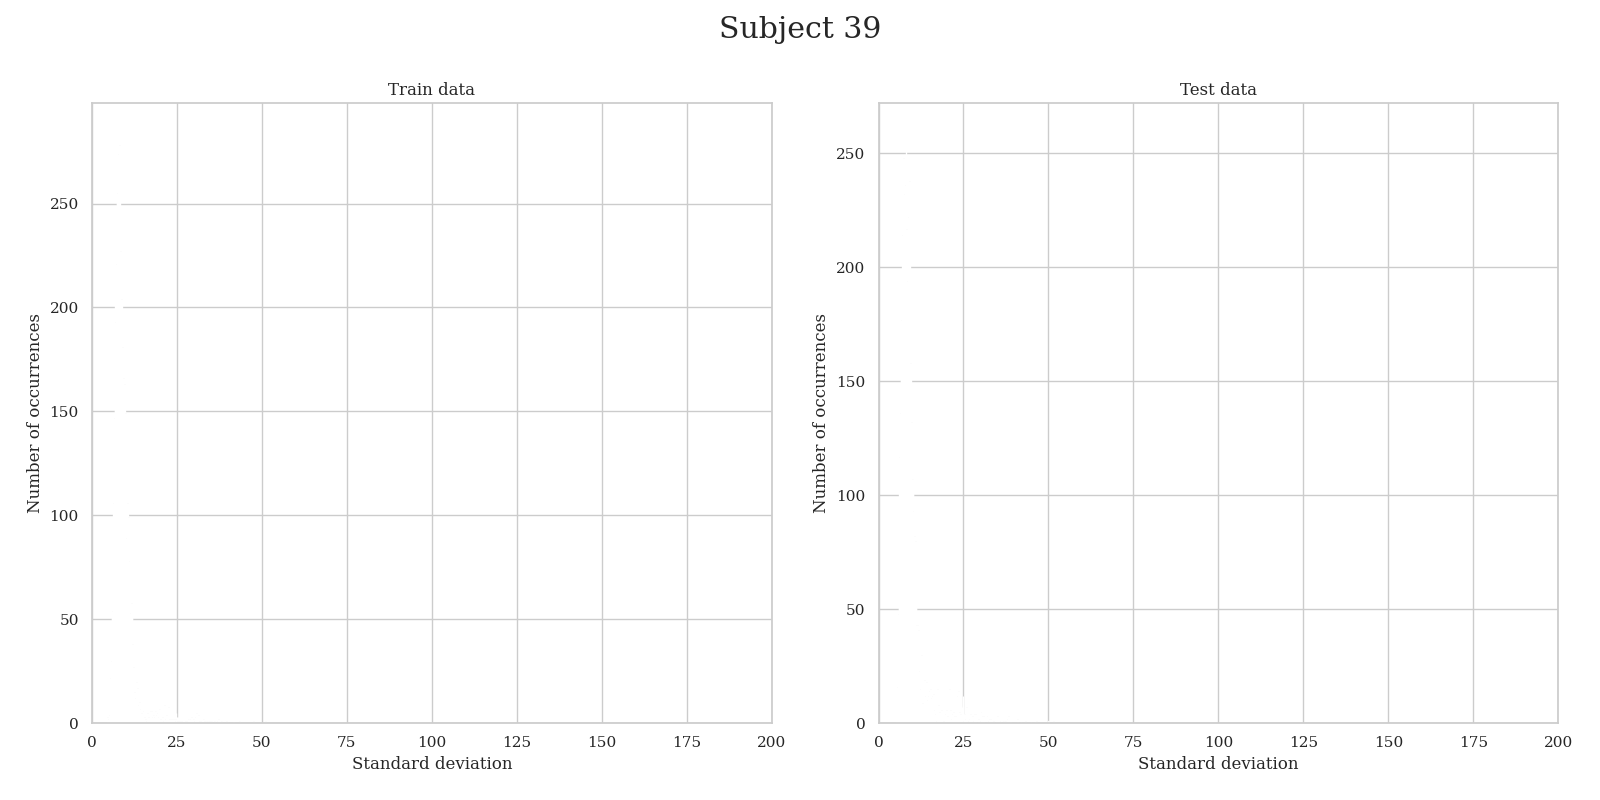 Subject 39
Train data
Number of occurrences
250
200
150
100
50
0
0 25 50 75 100 125 150 175 200
Standard deviation
Test data
Number of occurrences
250
200
150
100
50
0
0 25 50 75 100 125 150 175 200
Standard deviation